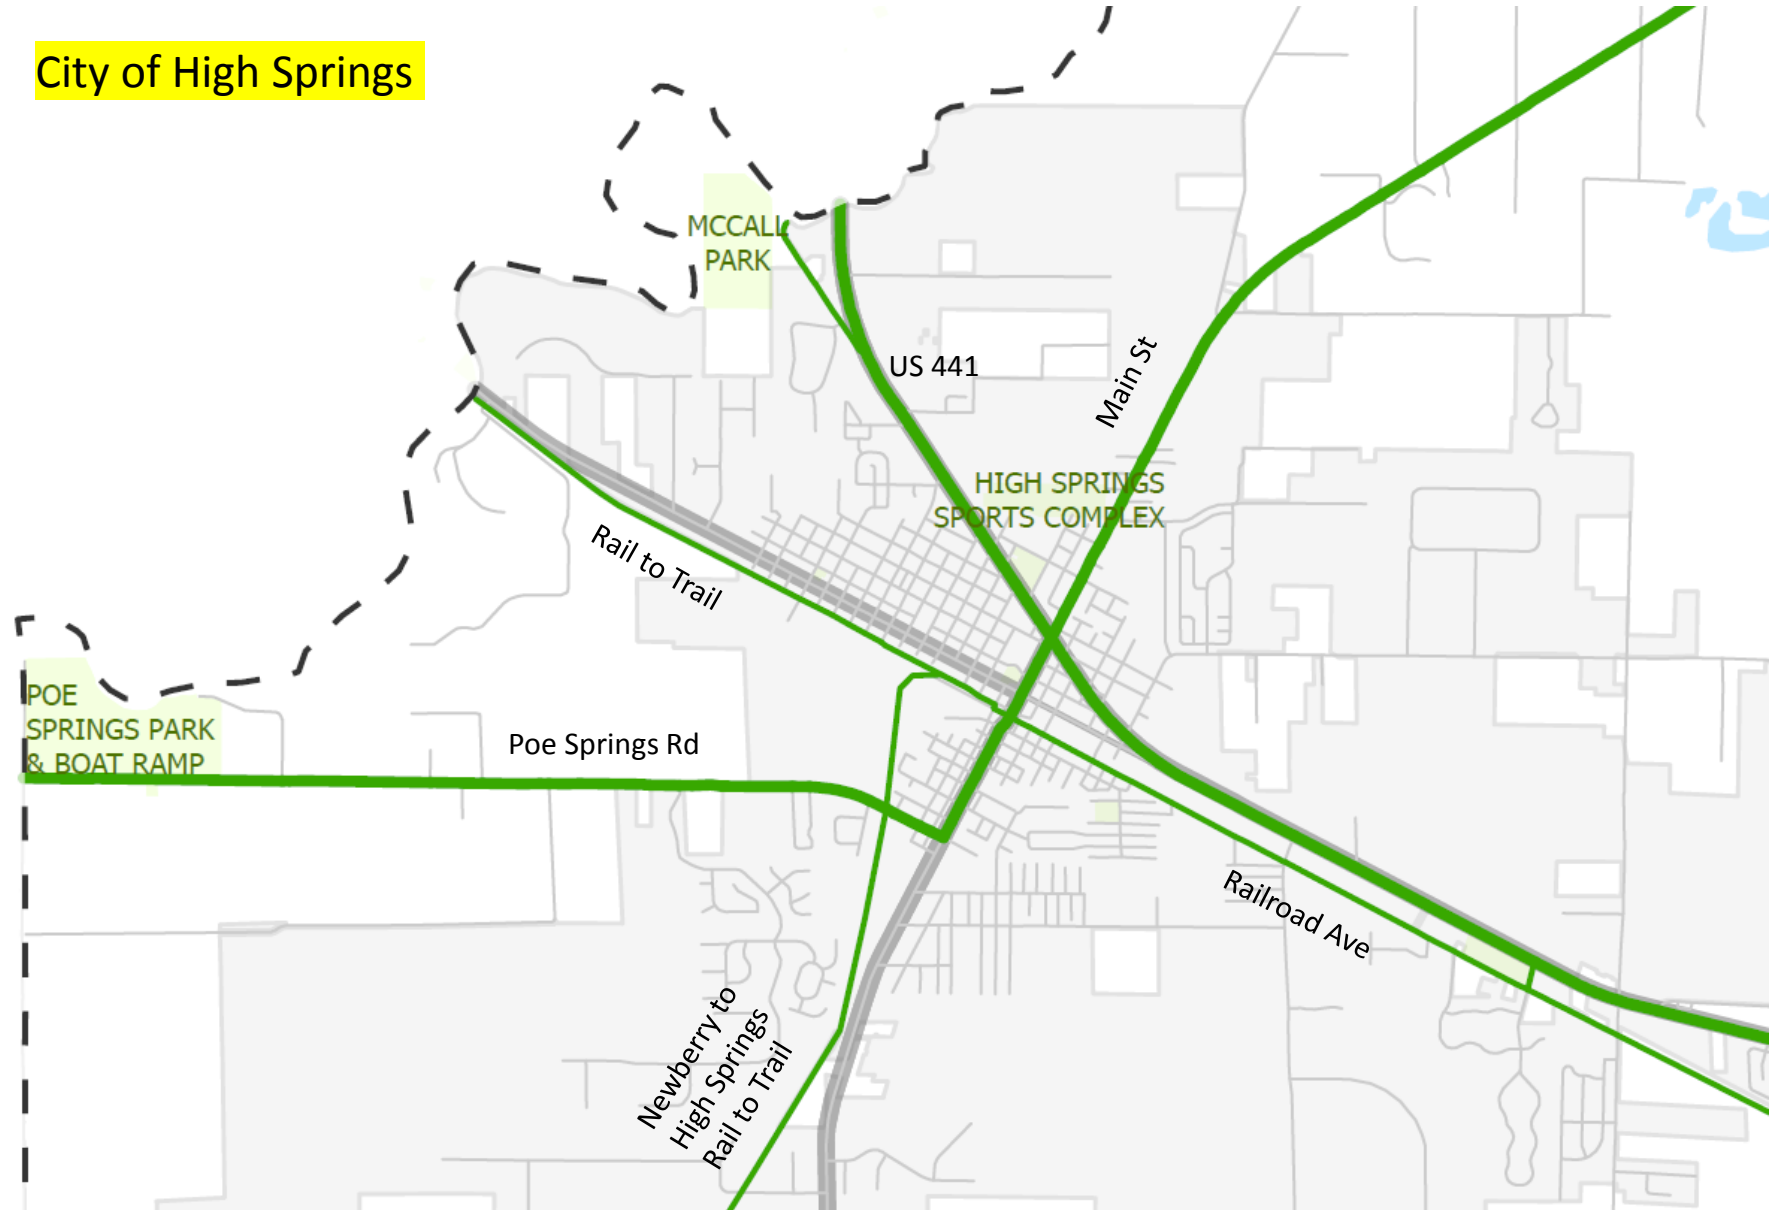 City of High Springs
MCCALL
PARK
US 441
Main St
HIGH SPRINGS
SPORTS COMPLEX
Rail to Trail
POE
SPRINGS PARK
& BOAT RAMP
Poe Springs Rd
Railroad Ave
Newberry to
High Springs
Rail to Trail